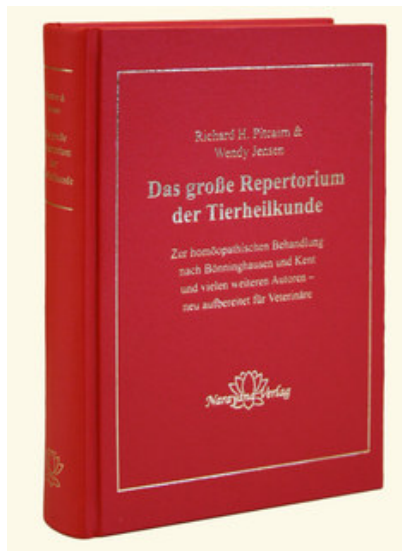 Richard H. Pitcairn &
Wendy Jensen
Das große Repertorium
der Tierheilkunde
Zur homöopathischen Behandlung
nach Bönninghausen und Kent
und vielen weiteren Autoren –
neu aufbereitet für Veterinäre
Narayana Verlag